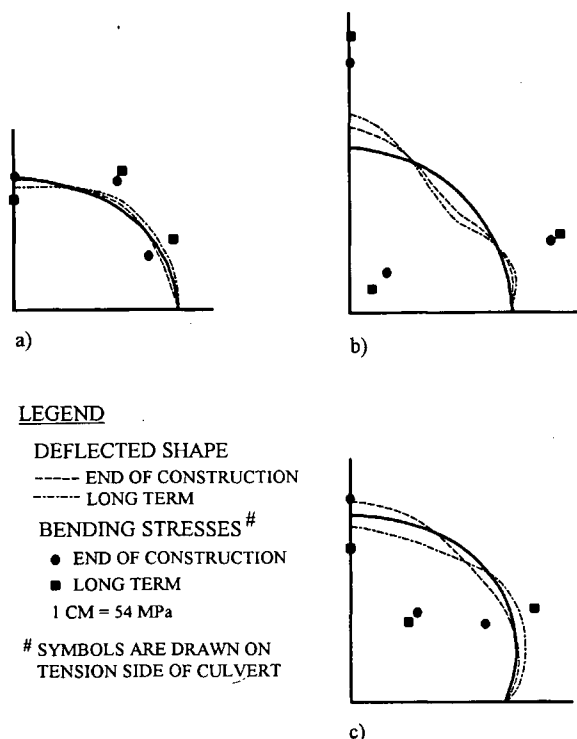 a)
b)
LEGEND
DEFLECTED SHAPE
END OF CONSTRUCTION
LONG TERM
BENDING STRESSES #
● END OF CONSTRUCTION
■ LONG TERM
1 CM = 54 MPa
# SYMBOLS ARE DRAWN ON
TENSION SIDE OF CULVERT
c)